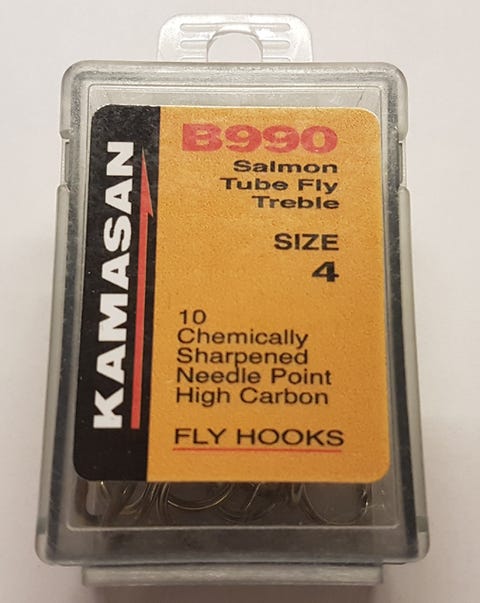 KAMASAN
B990
Salmon
Tube Fly
Treble
SIZE
4
10
Chemically
Sharpened
Needle Point
High Carbon
FLY HOOKS